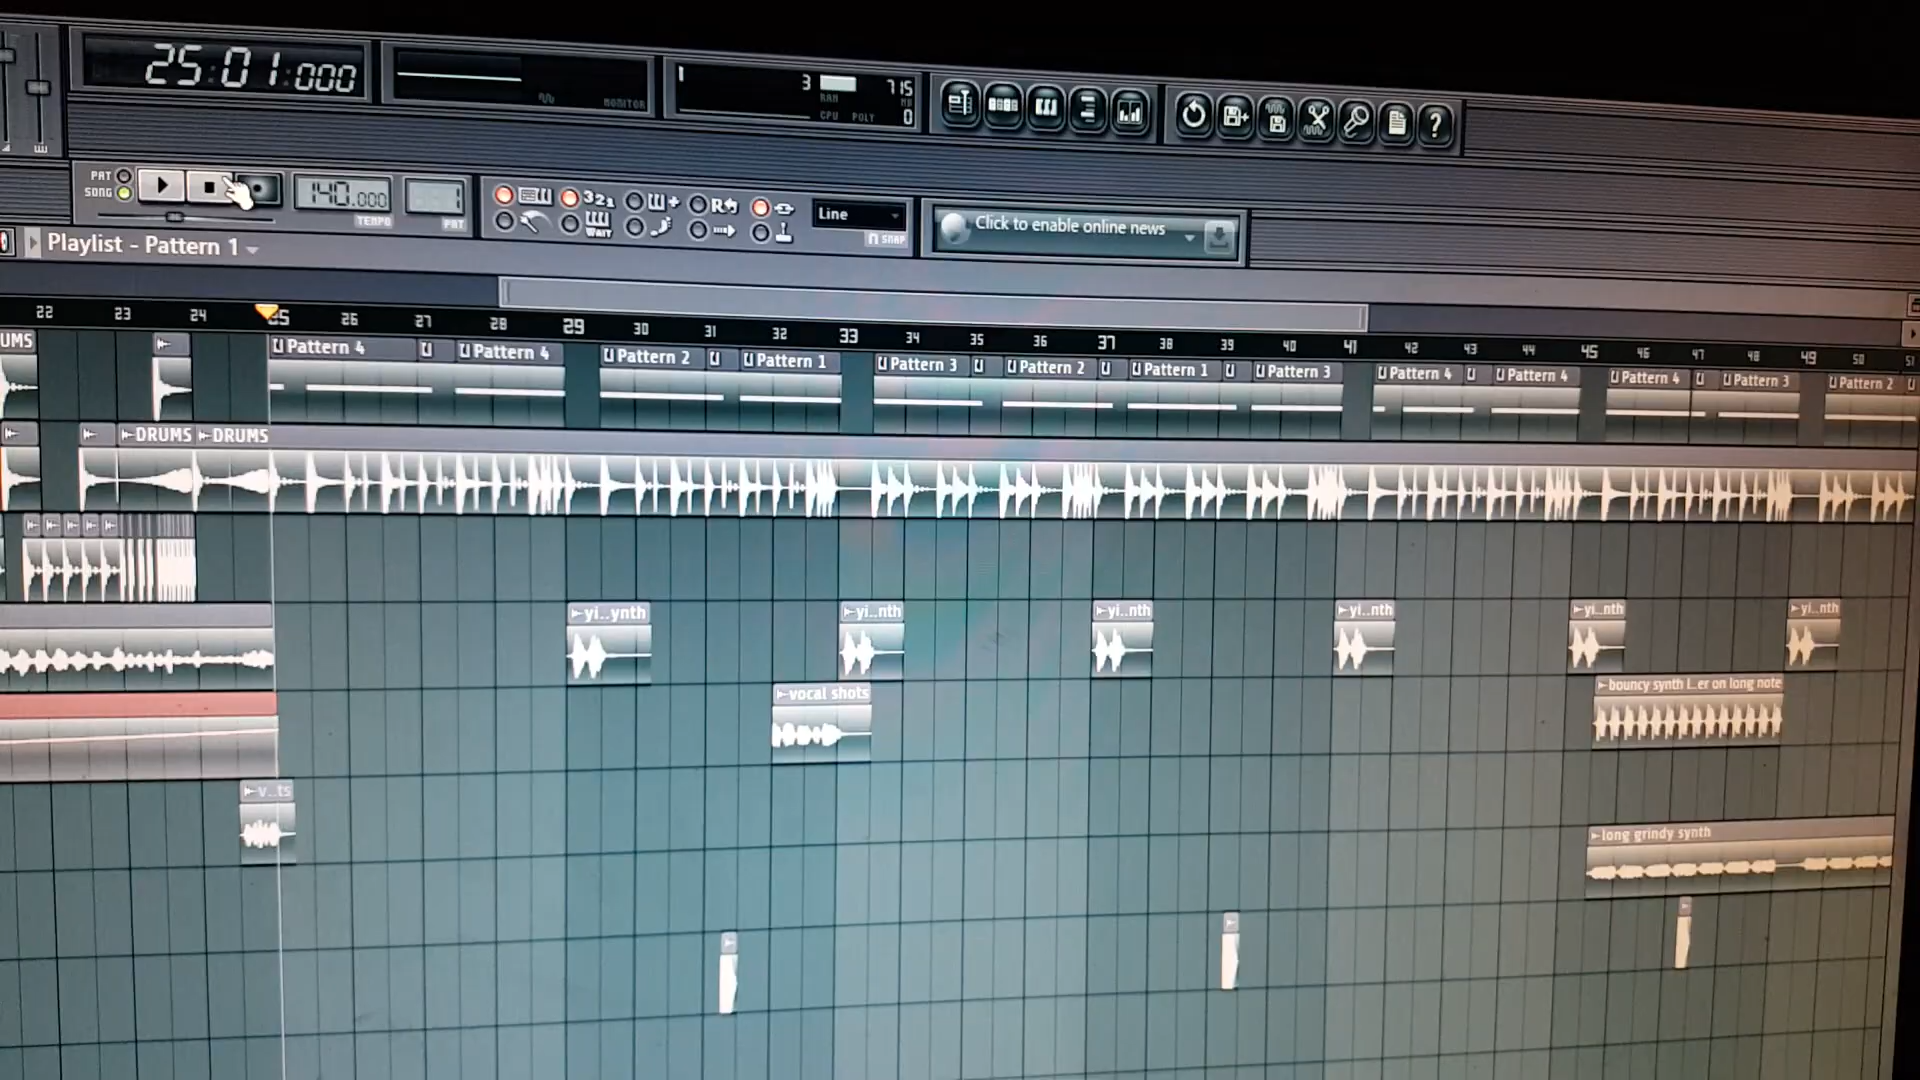 25:01:000
MONITOR
3 715
RAM MB
CPU POLY 0
PAT
SONG
140.000
TEMPO
PAT
321
WAIT
R
Line
SNAP
Click to enable online news
?
Playlist - Pattern 1
22 23 24 25 26 27 28 29 30 31 32 33 34 35 36 37 38 39 40 41 42 43 44 45 46 47 48 49 50 51
UMS
Pattern 4 Pattern 4 Pattern 2 Pattern 1 Pattern 3 Pattern 2 Pattern 1 Pattern 3 Pattern 4 Pattern 4 Pattern 4 Pattern 3 Pattern 2
DRUMS DRUMS
yi..ynth yi..nth yi..nth yi..nth yi..nth yi..nth
vocal shots bouncy synth l..er on long note
v..ts
long grindy synth